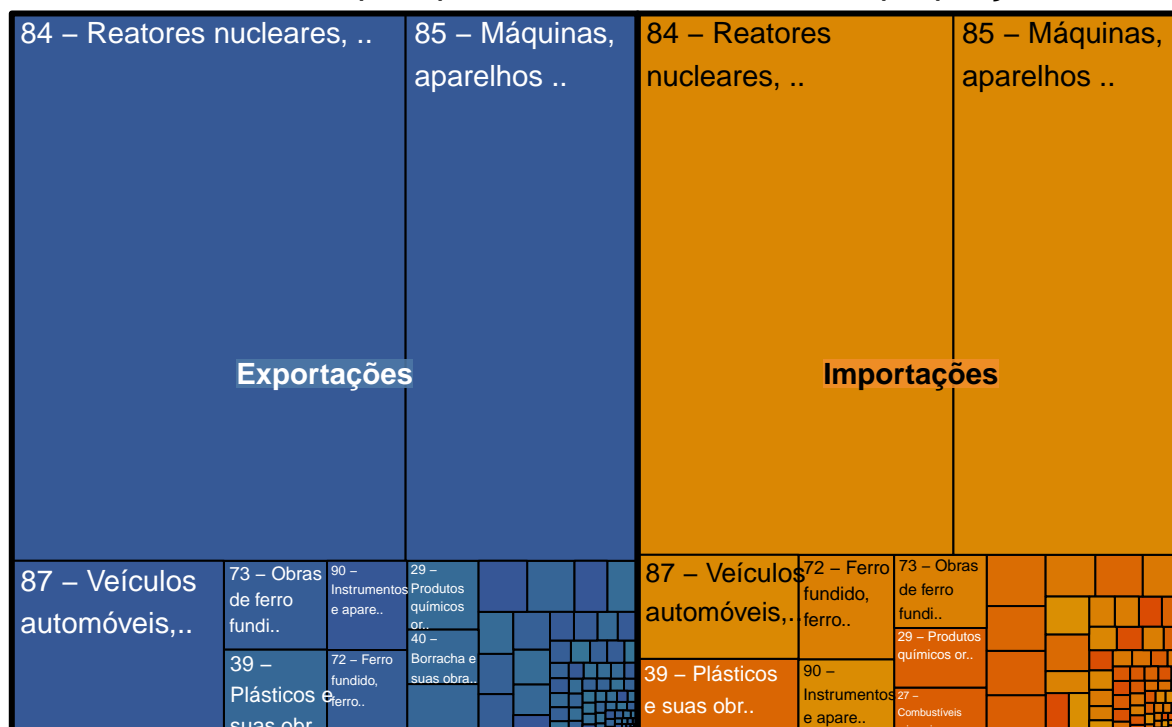 84 – Reatores nucleares, ..
85 – Máquinas,
aparelhos ..
Exportações
87 – Veículos
automóveis,..
73 – Obras
de ferro
fundi..
39 –
Plásticos e
suas obr..
90 –
Instrumentos
e apare..
72 – Ferro
fundido,
ferro..
29 –
Produtos
químicos
or..
40 –
Borracha e
suas obra..
84 – Reatores
nucleares, ..
85 – Máquinas,
aparelhos ..
Importações
87 – Veículos
automóveis,..
39 – Plásticos
e suas obr..
72 – Ferro
fundido,
ferro..
90 –
Instrumentos
e apare..
73 – Obras
de ferro
fundi..
29 – Produtos
químicos or..
27 –
Combustíveis